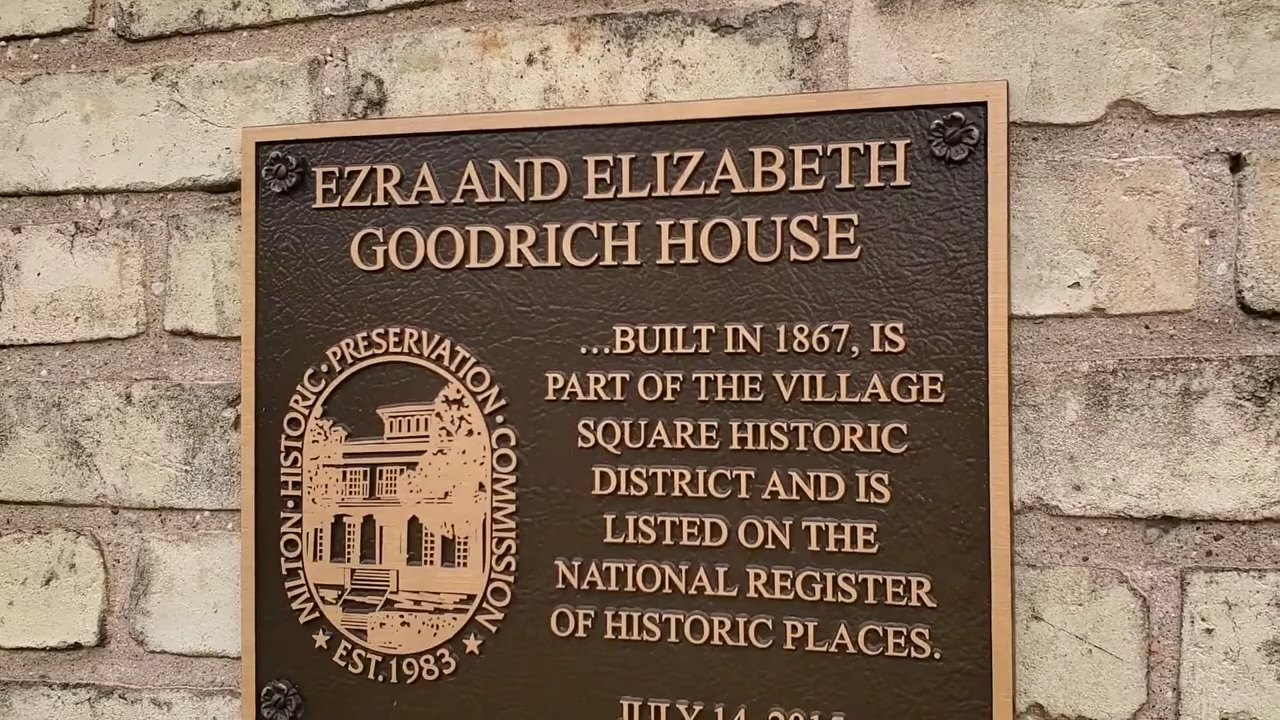 EZRA AND ELIZABETH
GOODRICH HOUSE
...BUILT IN 1867, IS
PART OF THE VILLAGE
SQUARE HISTORIC
DISTRICT AND IS
LISTED ON THE
NATIONAL REGISTER
OF HISTORIC PLACES.
MILTON·HISTORIC·PRESERVATION·COMMISSION
EST.1983
JULY 14,